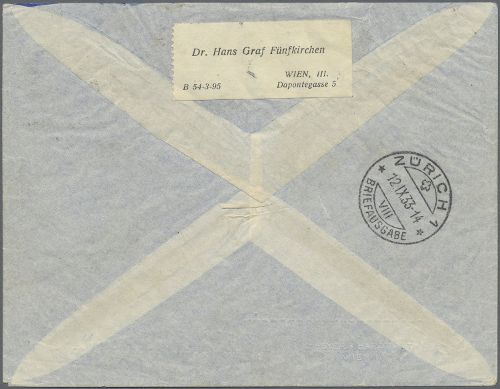 Dr. Hans Graf Fünfkirchen
WIEN, III.
B 54-3-95
Dapontegasse 5
ZÜRICH 1
12.IX.33-14
VIII
BRIEFAUSGABE